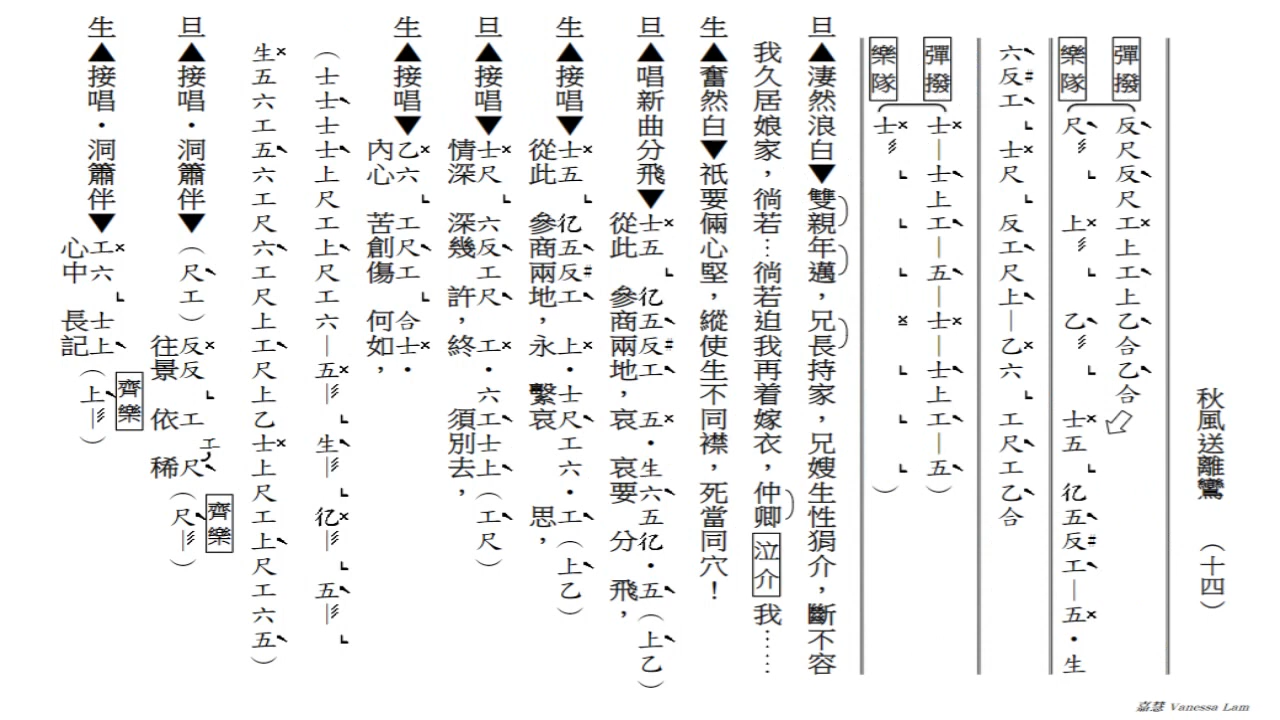 秋風送離鸞 （十四）
彈撥 反尺反尺工上工上乙合乙合
樂隊 尺 上 乙 士五 彳乙五反工—五．生
六反工 士尺 反工尺上—乙六 工尺工乙合
彈撥 士—士上工—五—士—士上工—五）
樂隊 士 ）
旦▲淒然浪白▼雙親年邁，兄長持家，兄嫂生性狷介，斷不容
我久居娘家，徜若…徜若迫我再着嫁衣，仲卿泣介我……
生▲奮然白▼祇要倆心堅，縱使生不同襟，死當同穴！
旦▲唱新曲分飛▼士五 伬五反工 五．生六五伬．五（上乙）
從此 參商兩地，哀 哀要 分 飛，
生▲接唱▼士五 伬五反工 上．士尺工六．工（上乙）
從此 參商兩地，永 繫哀 思，
旦▲接唱▼士尺 六反工尺 工．六工士上（工尺）
情深 深幾 許，終 須別去，
生▲接唱▼乙六 工尺工 合士．
內心 苦創傷 何如，
（士士士士上尺工上尺工六—五 生 伬 五
生五六工五六工尺六工尺上工尺上乙士上尺工上尺工六五）
旦▲接唱．洞簫伴▼（尺工）反反 工子尺（尺—）齊樂
往景 依 稀
生▲接唱．洞簫伴▼工六 士上（上—）齊樂
心中 長記
嘉慧 Vanessa Lam